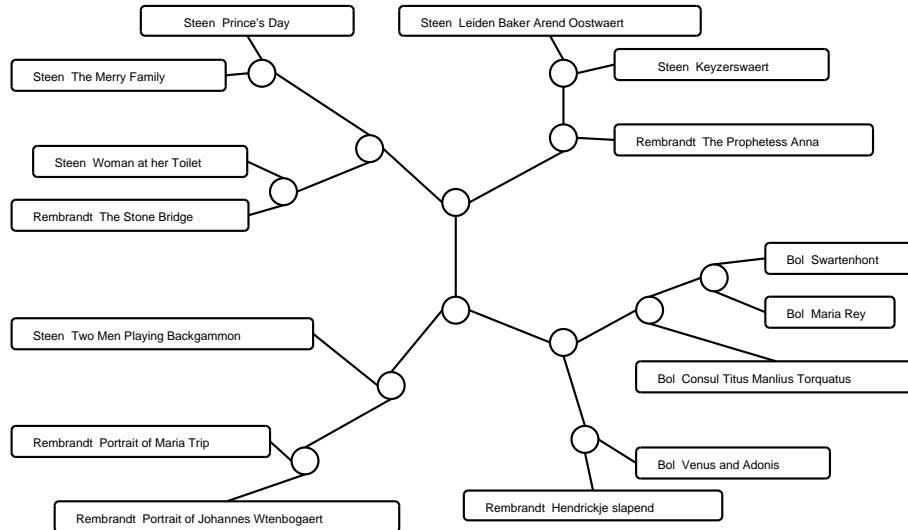 Steen  Prince's Day
Steen  Leiden Baker Arend Oostwaert
Steen  The Merry Family
Steen  Keyzerswaert
Rembrandt  The Prophetess Anna
Steen  Woman at her Toilet
Rembrandt  The Stone Bridge
Bol  Swartenhont
Bol  Maria Rey
Steen  Two Men Playing Backgammon
Bol  Consul Titus Manlius Torquatus
Rembrandt  Portrait of Maria Trip
Bol  Venus and Adonis
Rembrandt  Hendrickje slapend
Rembrandt  Portrait of Johannes Wtenbogaert